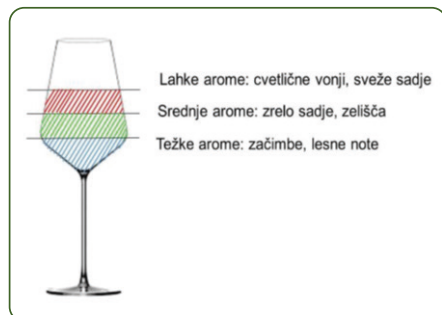 Lahke arome: cvetlične vonji, sveže sadje
Srednje arome: zrelo sadje, zelišča
Težke arome: začimbe, lesne note